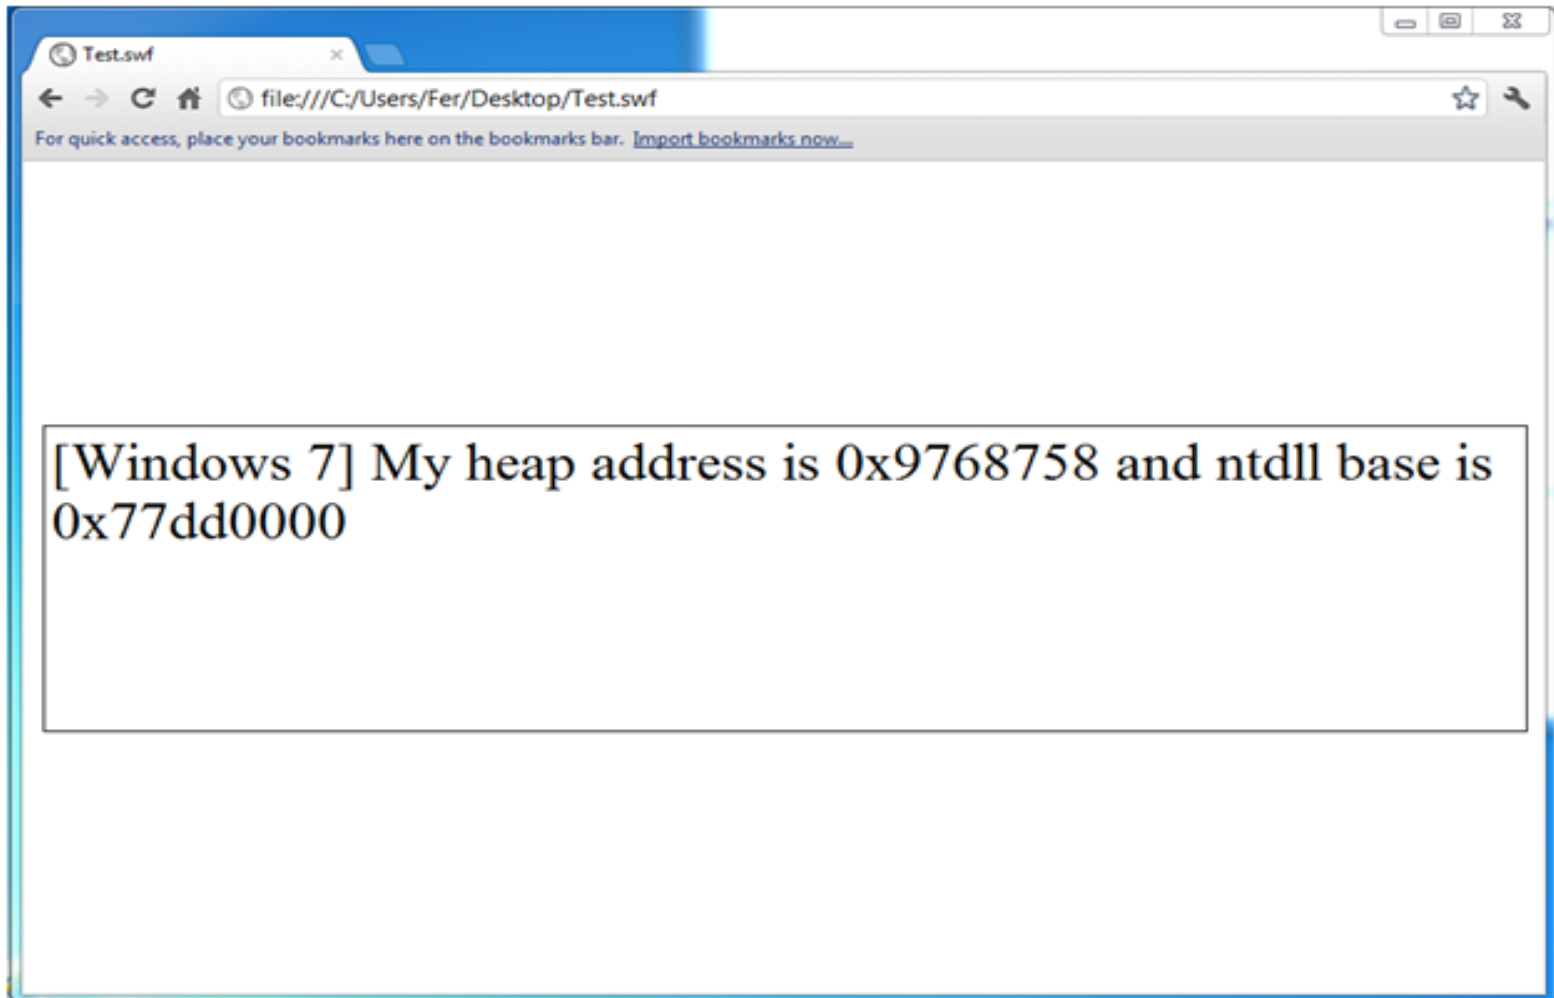 Test.swf
file:///C:/Users/Fer/Desktop/Test.swf
For quick access, place your bookmarks here on the bookmarks bar. Import bookmarks now...
[Windows 7] My heap address is 0x9768758 and ntdll base is
0x77dd0000